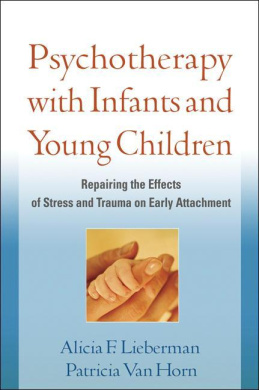 Psychotherapy
with Infants and
Young Children
Repairing the Effects
of Stress and Trauma on Early Attachment
Alicia F. Lieberman
Patricia Van Horn